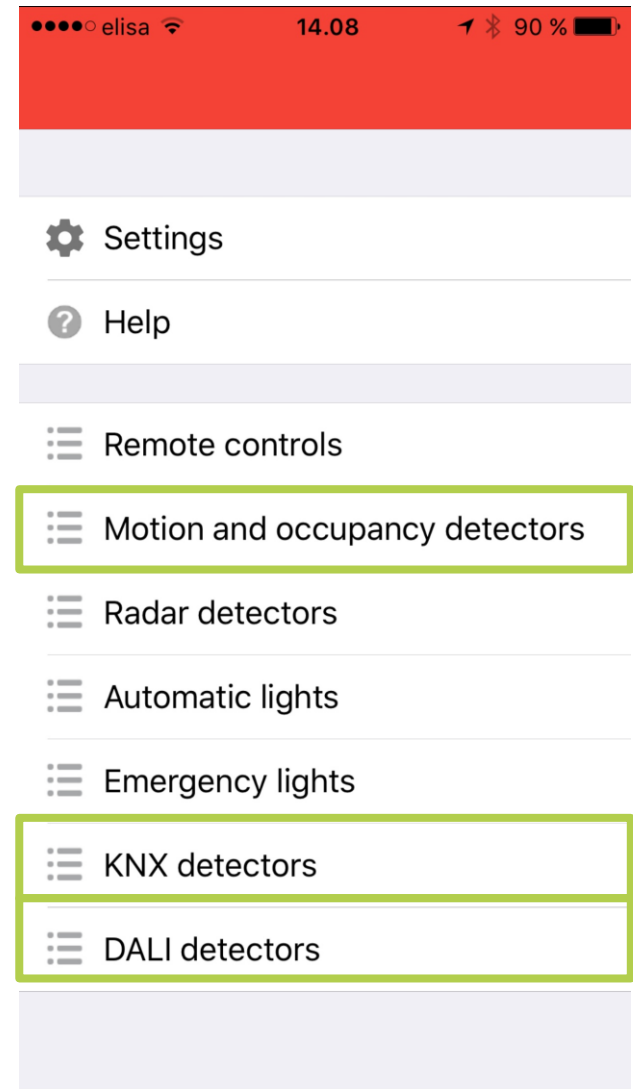 elisa 14.08 90 %
Settings
Help
Remote controls
Motion and occupancy detectors
Radar detectors
Automatic lights
Emergency lights
KNX detectors
DALI detectors